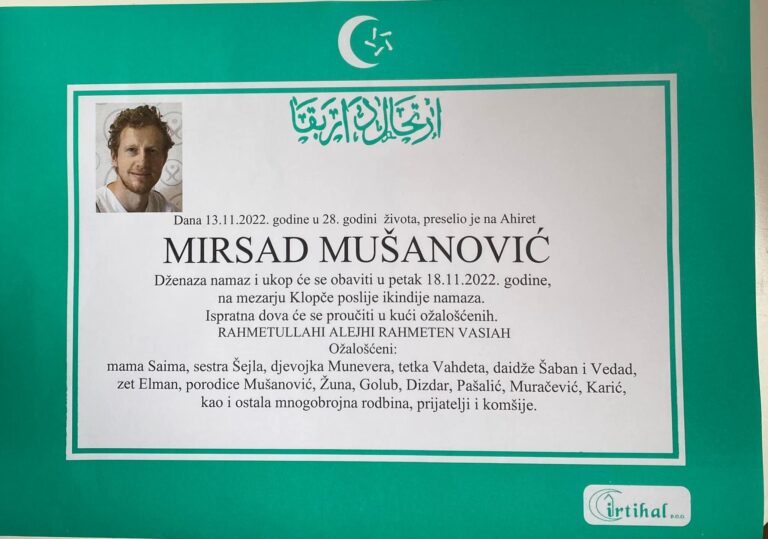 ارتحال دار بقا
Dana 13.11.2022. godine u 28. godini života, preselio je na Ahiret
MIRSAD MUŠANOVIĆ
Dženaza namaz i ukop će se obaviti u petak 18.11.2022. godine,
na mezarju Klopče poslije ikindije namaza.
Ispratna dova će se proučiti u kući ožalošćenih.
RAHMETULLAHI ALEJHI RAHMETEN VASIAH
Ožalošćeni:
mama Saima, sestra Šejla, djevojka Munevera, tetka Vahdeta, daidže Šaban i Vedad,
zet Elman, porodice Mušanović, Žuna, Golub, Dizdar, Pašalić, Muračević, Karić,
kao i ostala mnogobrojna rodbina, prijatelji i komšije.
irtihal d.o.o.